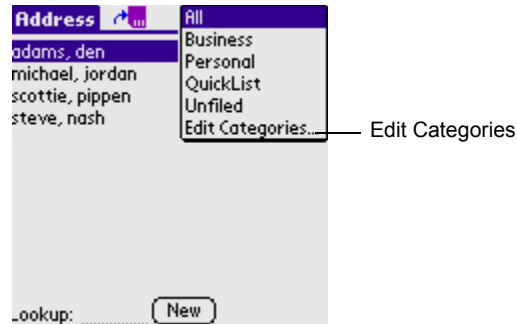 Address
adams, den
michael, jordan
scottie, pippen
steve, nash
All
Business
Personal
QuickList
Unfiled
Edit Categories...
Edit Categories
Lookup:
New